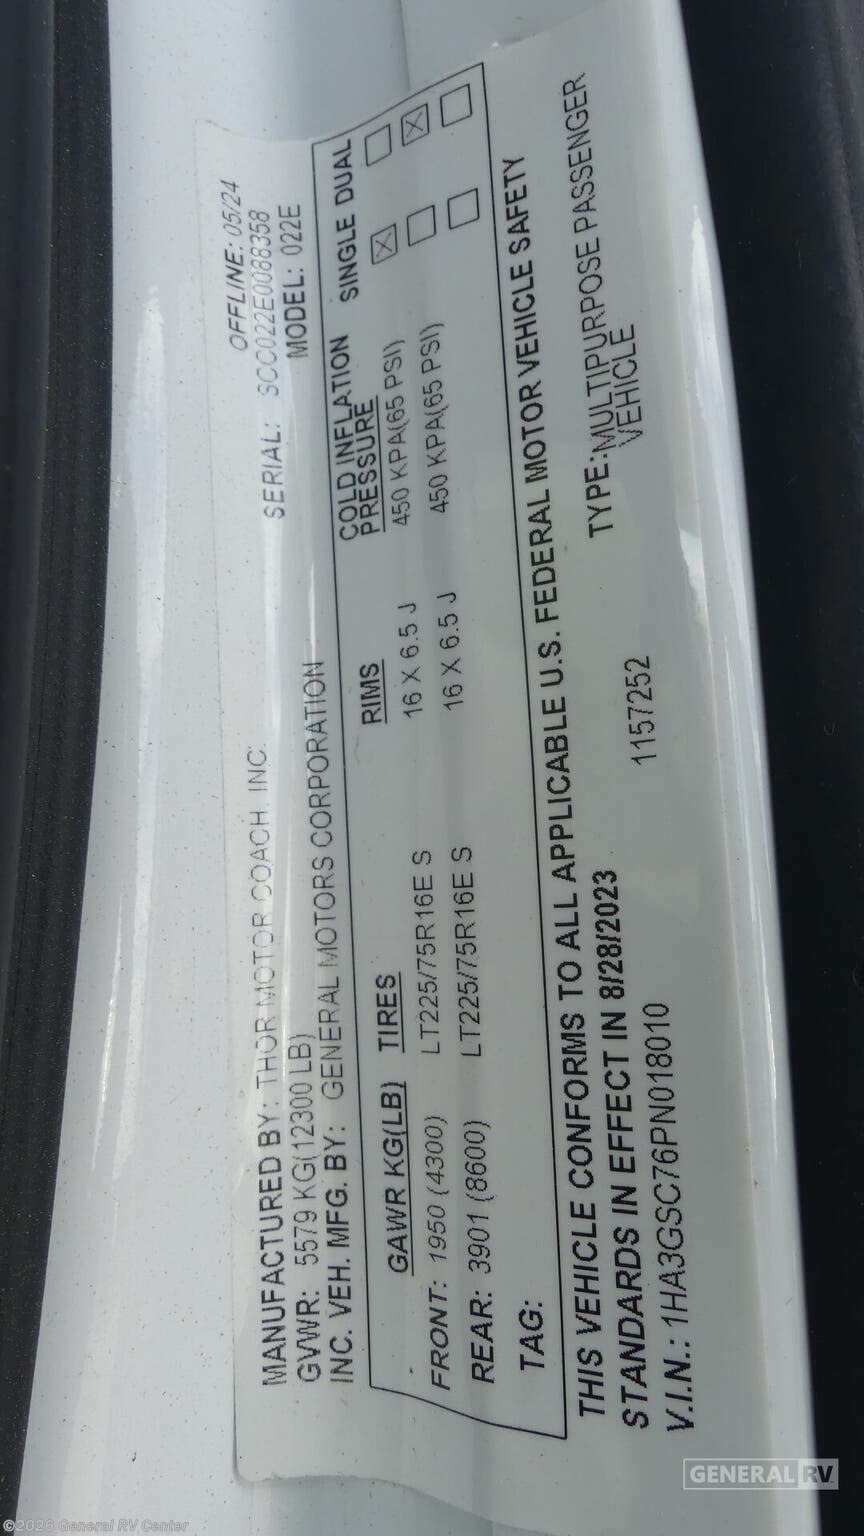 OFFLINE: 05/24
SERIAL: SCC022E0088358
MODEL: 022E
MANUFACTURED BY: THOR MOTOR COACH, INC.
GVWR: 5579 KG(12300 LB)
INC. VEH. MFG. BY: GENERAL MOTORS CORPORATION
GAWR KG(LB) TIRES RIMS COLD INFLATION PRESSURE SINGLE DUAL
FRONT: 1950 (4300) LT225/75R16E S 16 X 6.5 J 450 KPA(65 PSI)
REAR: 3901 (8600) LT225/75R16E S 16 X 6.5 J 450 KPA(65 PSI)
TAG:
THIS VEHICLE CONFORMS TO ALL APPLICABLE U.S. FEDERAL MOTOR VEHICLE SAFETY
STANDARDS IN EFFECT IN 8/28/2023
TYPE: MULTIPURPOSE PASSENGER
VEHICLE
V.I.N.: 1HA3GSC76PN018010
1157252
GENERAL RV
©2026 General RV Center